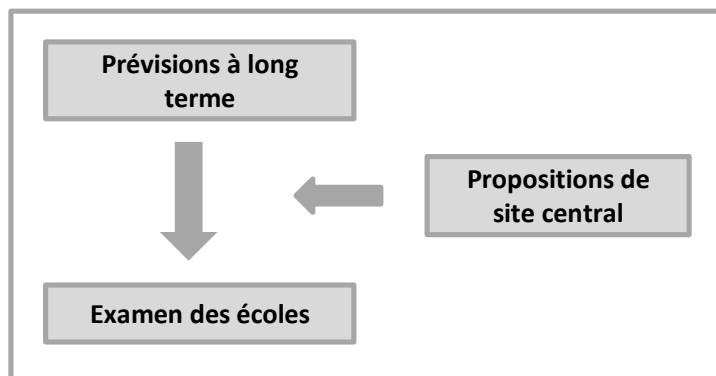 Prévisions à long
terme
Propositions de
site central
Examen des écoles